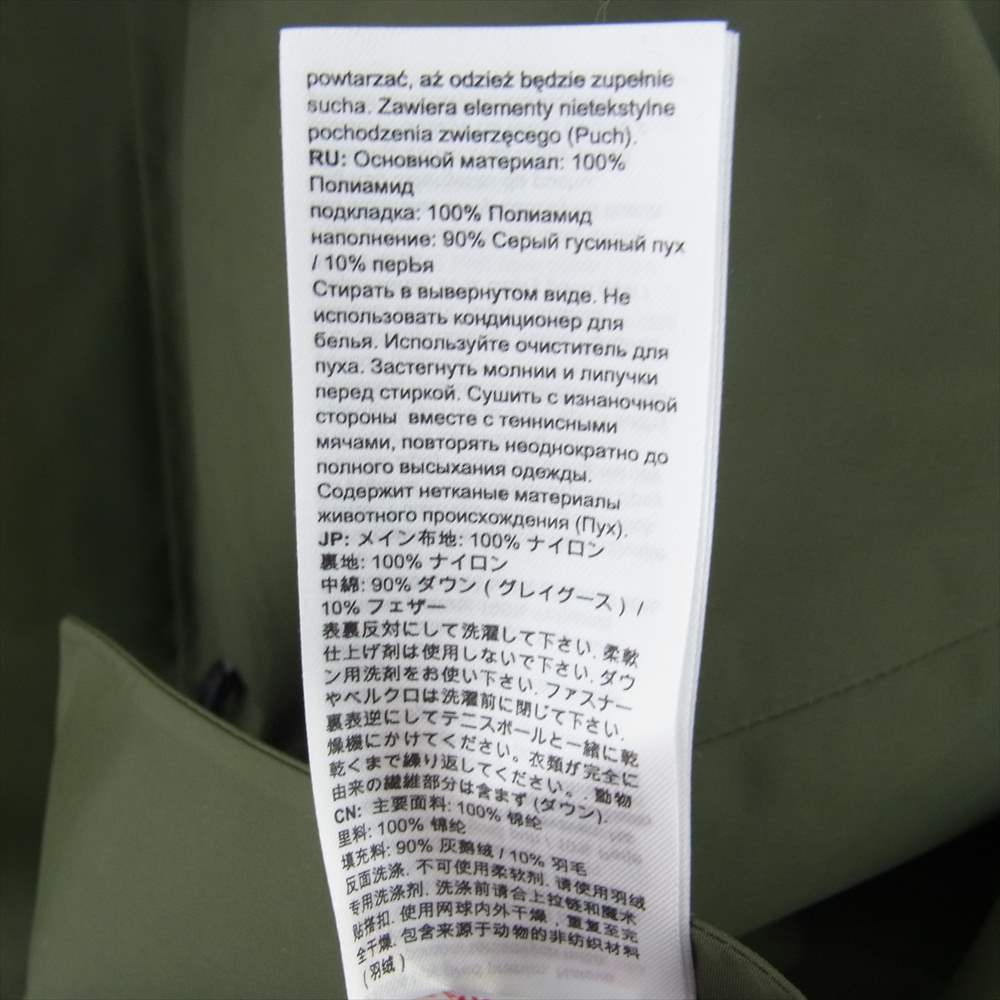 powtarzać, aż odzież będzie zupełnie
sucha. Zawiera elementy nietekstylne
pochodzenia zwierzęcego (Puch).
RU: Основной материал: 100%
Полиамид
подкладка: 100% Полиамид
наполнение: 90% Серый гусиный пух
/ 10% перЬя
Стирать в вывернутом виде. Не
использовать кондиционер для
белья. Используйте очиститель для
пуха. Застегнуть молнии и липучки
перед стиркой. Сушить с изнаночной
стороны вместе с теннисными
мячами, повторять неоднократно до
полного высыхания одежды.
Содержит нетканые материалы
животного происхождения (Пух).
JP: メイン布地: 100% ナイロン
裏地: 100% ナイロン
中綿: 90% ダウン ( グレイグース ) /
10% フェザー
表裏反対にして洗濯して下さい. 柔軟
仕上げ剤は使用しないで下さい. ダウ
ン用洗剤をお使い下さい. ファスナー
やベルクロは洗濯前に閉じて下さい.
裏表逆にしてテニスボールと一緒に乾
燥機にかけてください。衣類が完全に
乾くまで繰り返してください。. 動物
由来の繊維部分は含まず (ダウン).
CN: 主要面料: 100% 锦纶
里料: 100% 锦纶
填充料: 90% 灰鹅绒 / 10% 羽毛
反面洗涤. 不可使用柔软剂. 请使用羽绒
专用洗涤剂. 洗涤前请合上拉链和魔术
贴搭扣. 使用网球内外干燥，重复至完
全干燥. 包含来源于动物的非纺织材料
( 羽绒 )